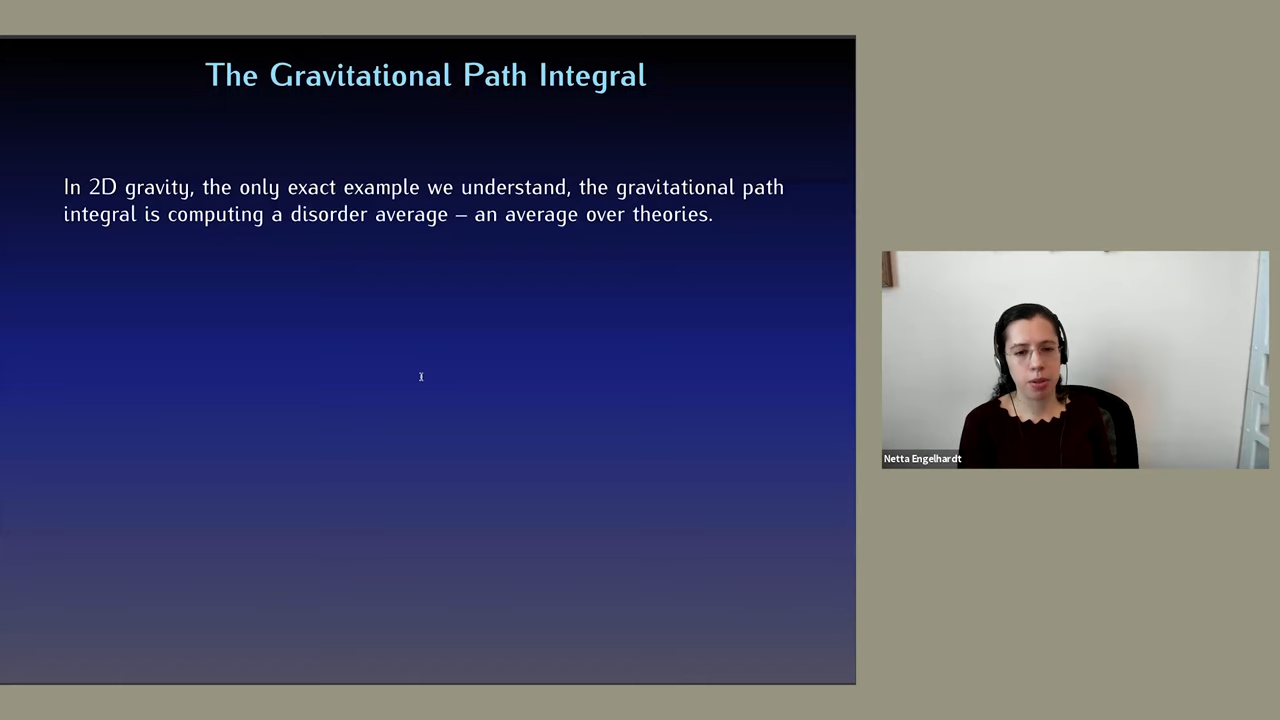 The Gravitational Path Integral
In 2D gravity, the only exact example we understand, the gravitational path
integral is computing a disorder average – an average over theories.
Netta Engelhardt